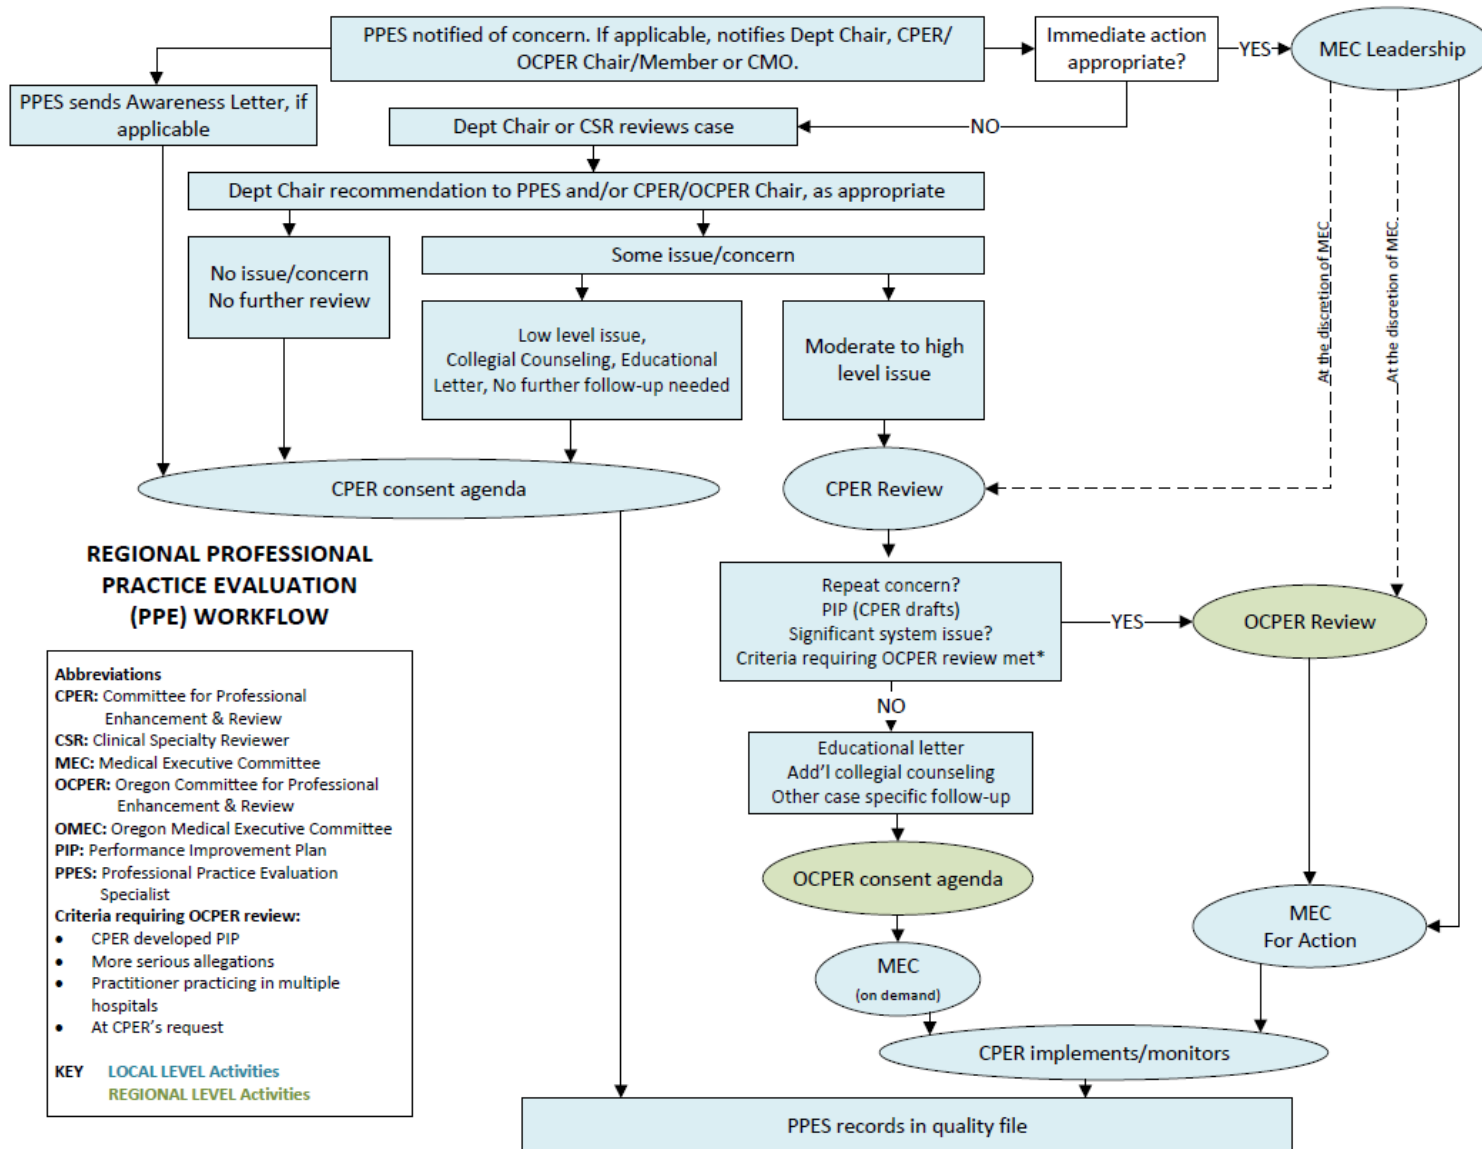 PPES notified of concern. If applicable, notifies Dept Chair, CPER/
OCPER Chair/Member or CMO.
Immediate action
appropriate?
YES
MEC Leadership
PPES sends Awareness Letter, if
applicable
Dept Chair or CSR reviews case
NO
Dept Chair recommendation to PPES and/or CPER/OCPER Chair, as appropriate
No issue/concern
No further review
Some issue/concern
Low level issue,
Collegial Counseling, Educational
Letter, No further follow-up needed
Moderate to high
level issue
At the discretion of MEC
At the discretion of MEC
CPER consent agenda
CPER Review
REGIONAL PROFESSIONAL
PRACTICE EVALUATION
(PPE) WORKFLOW
Repeat concern?
PIP (CPER drafts)
Significant system issue?
Criteria requiring OCPER review met*
YES
OCPER Review
NO
Educational letter
Add'l collegial counseling
Other case specific follow-up
OCPER consent agenda
MEC
(on demand)
MEC
For Action
CPER implements/monitors
PPES records in quality file
Abbreviations
CPER: Committee for Professional
Enhancement & Review
CSR: Clinical Specialty Reviewer
MEC: Medical Executive Committee
OCPER: Oregon Committee for Professional
Enhancement & Review
OMEC: Oregon Medical Executive Committee
PIP: Performance Improvement Plan
PPES: Professional Practice Evaluation
Specialist
Criteria requiring OCPER review:
• CPER developed PIP
• More serious allegations
• Practitioner practicing in multiple
hospitals
• At CPER's request
KEY LOCAL LEVEL Activities
REGIONAL LEVEL Activities